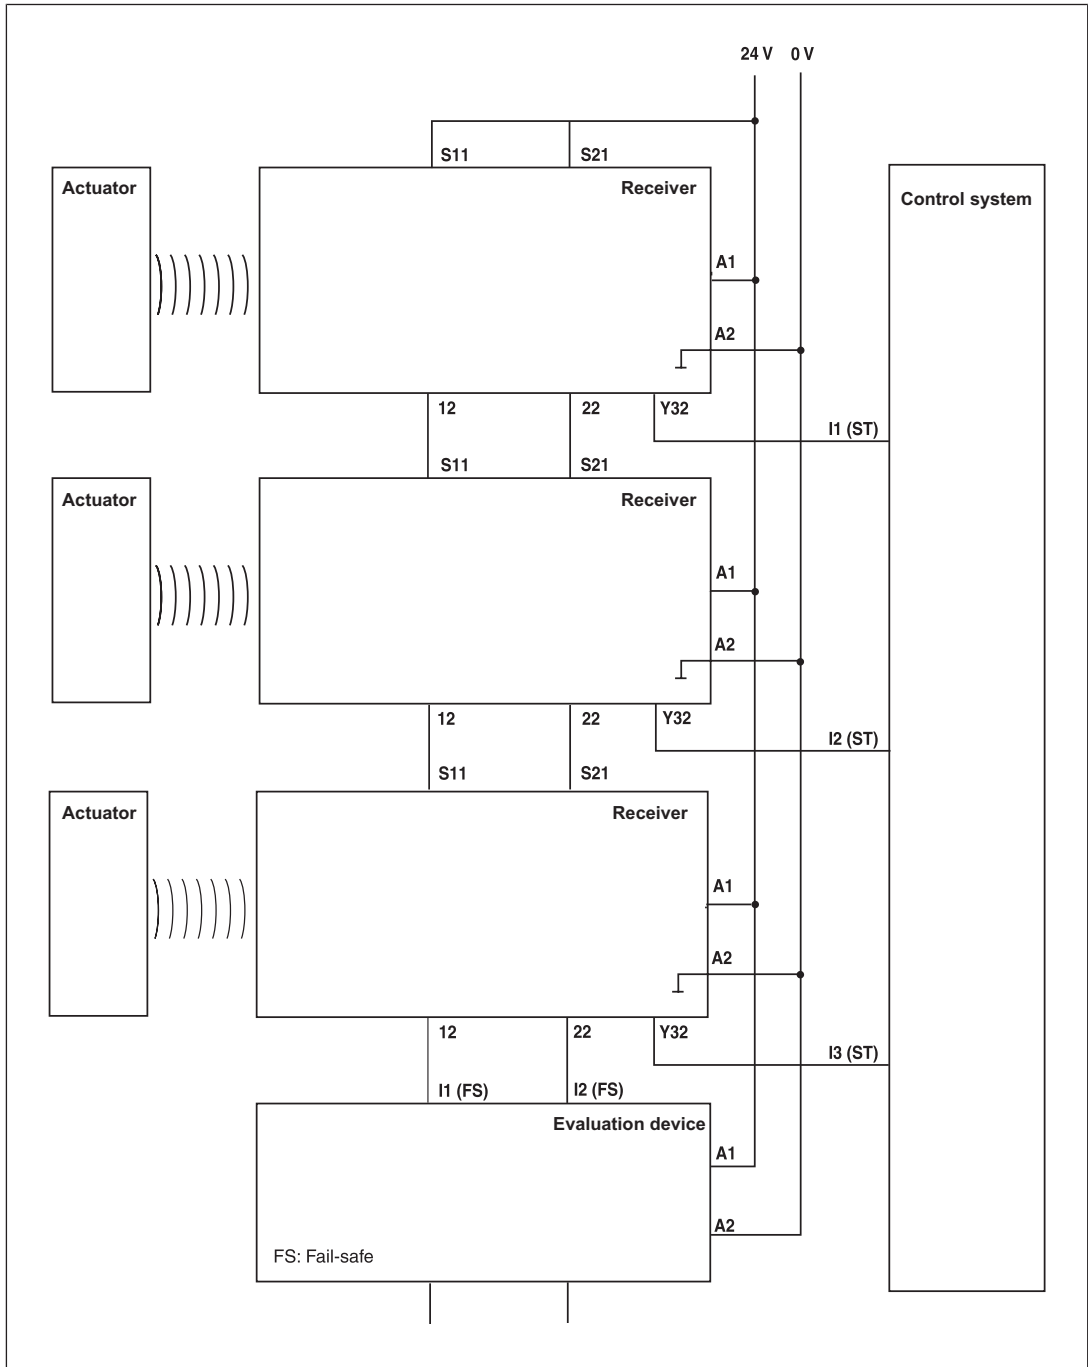 24 V 0 V
S11 S21
Actuator Receiver Control system
A1
A2
12 22 Y32
I1 (ST)
S11 S21
Actuator Receiver
A1
A2
12 22 Y32
I2 (ST)
S11 S21
Actuator Receiver
A1
A2
12 22 Y32
I3 (ST)
I1 (FS) I2 (FS)
Evaluation device
A1
A2
FS: Fail-safe